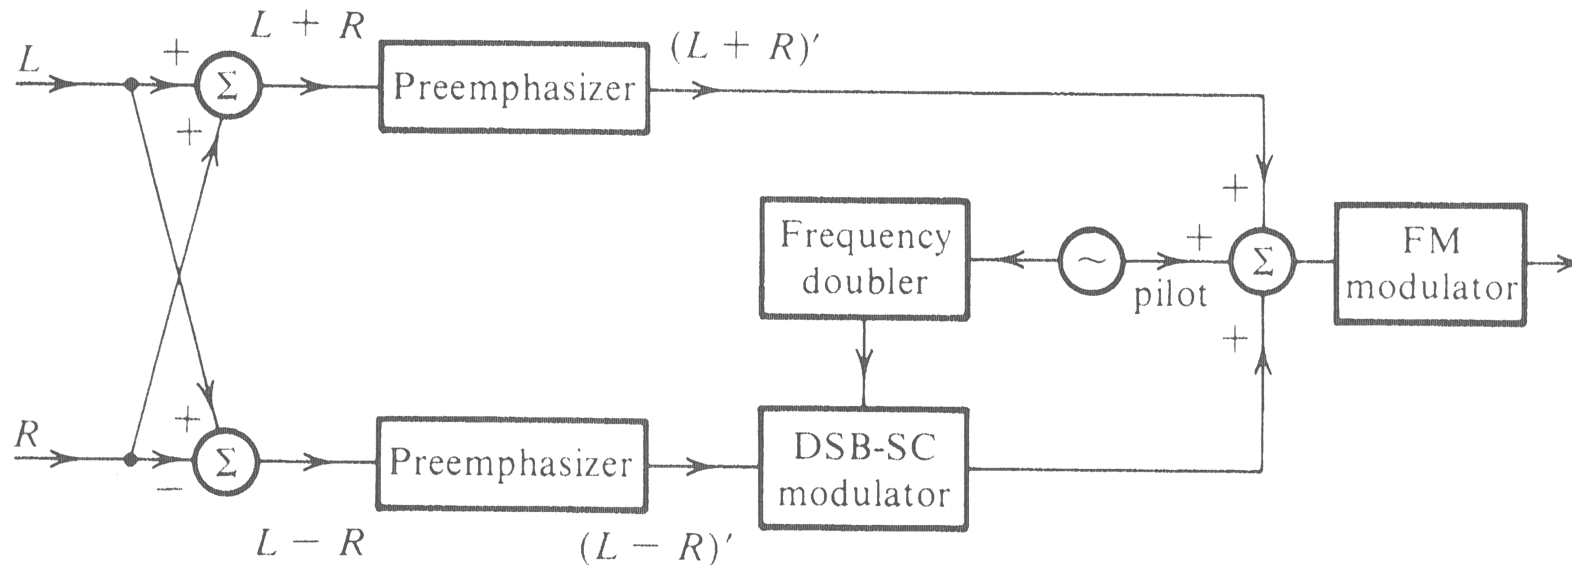 L + R
(L + R)′
L
+
Σ
Preemphasizer
+
+
Frequency
doubler
~
+
pilot
Σ
FM
modulator
+
R
+
Σ
−
Preemphasizer
DSB-SC
modulator
L − R
(L − R)′